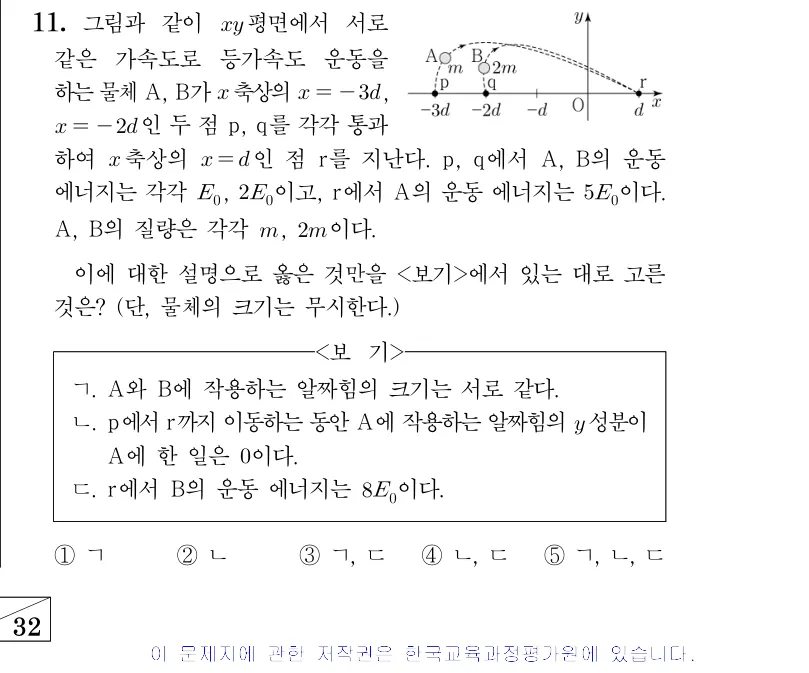 11. 그림과 같이 xy평면에서 서로
같은 가속도로 등가속도 운동을
하는 물체 A, B가 x축상의 x=-3d,
x=-2d인 두 점 p, q를 각각 통과
하여 x축상의 x=d인 점 r를 지난다. p, q에서 A, B의 운동
에너지는 각각 E₀, 2E₀이고, r에서 A의 운동 에너지는 5E₀이다.
A, B의 질량은 각각 m, 2m이다.
y
A
m
B
2m
p
q
r
-3d
-2d
-d
O
d
x
이에 대한 설명으로 옳은 것만을 <보기>에서 있는 대로 고른
것은? (단, 물체의 크기는 무시한다.)
<보 기>
ㄱ. A와 B에 작용하는 알짜힘의 크기는 서로 같다.
ㄴ. p에서 r까지 이동하는 동안 A에 작용하는 알짜힘의 y성분이
A에 한 일은 0이다.
ㄷ. r에서 B의 운동 에너지는 8E₀이다.
① ㄱ ② ㄴ ③ ㄱ, ㄷ ④ ㄴ, ㄷ ⑤ ㄱ, ㄴ, ㄷ
32
이 문제지에 관한 저작권은 한국교육과정평가원에 있습니다.